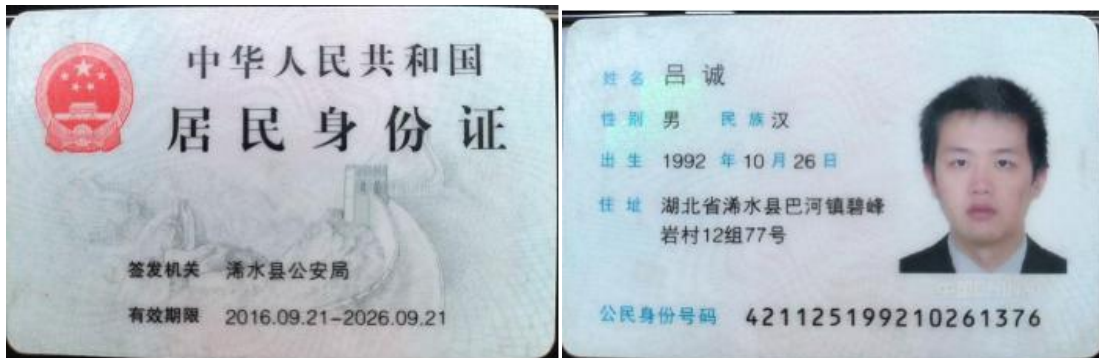 中华人民共和国
居民身份证
签发机关 浠水县公安局
有效期限 2016.09.21-2026.09.21
姓名 吕诚
性别 男 民族 汉
出生 1992 年 10 月 26 日
住址 湖北省浠水县巴河镇碧峰
岩村12组77号
公民身份号码 421125199210261376